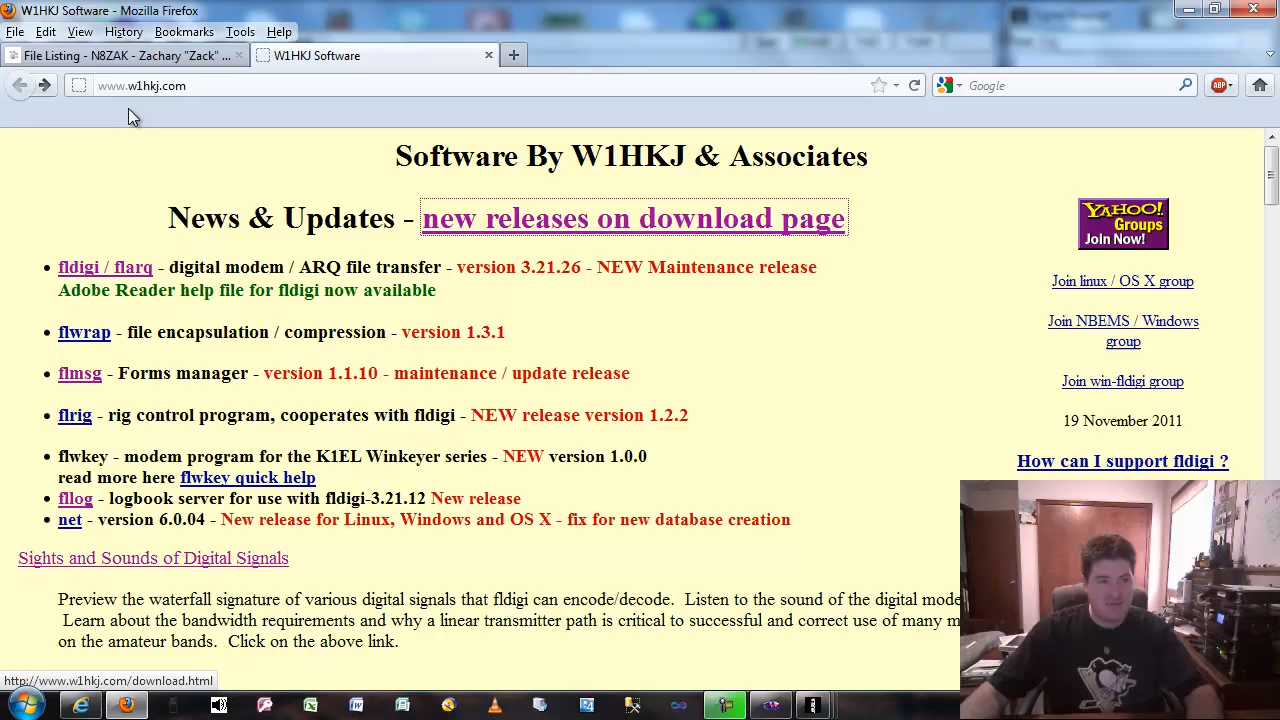 W1HKJ Software - Mozilla Firefox
File Edit View History Bookmarks Tools Help
File Listing - N8ZAK - Zachary "Zack" ... W1HKJ Software
www.w1hkj.com
Google
ABP
Software By W1HKJ & Associates
News & Updates - new releases on download page
YAHOO!
Groups
Join Now!
fldigi / flarq - digital modem / ARQ file transfer - version 3.21.26 - NEW Maintenance release
Adobe Reader help file for fldigi now available
flwrap - file encapsulation / compression - version 1.3.1
flmsg - Forms manager - version 1.1.10 - maintenance / update release
flrig - rig control program, cooperates with fldigi - NEW release version 1.2.2
flwkey - modem program for the K1EL Winkeyer series - NEW version 1.0.0
read more here flwkey quick help
fllog - logbook server for use with fldigi-3.21.12 New release
net - version 6.0.04 - New release for Linux, Windows and OS X - fix for new database creation
Join linux / OS X group
Join NBEMS / Windows
group
Join win-fldigi group
19 November 2011
How can I support fldigi ?
Sights and Sounds of Digital Signals
Preview the waterfall signature of various digital signals that fldigi can encode/decode. Listen to the sound of the digital mode
Learn about the bandwidth requirements and why a linear transmitter path is critical to successful and correct use of many m
on the amateur bands. Click on the above link.
http://www.w1hkj.com/download.html